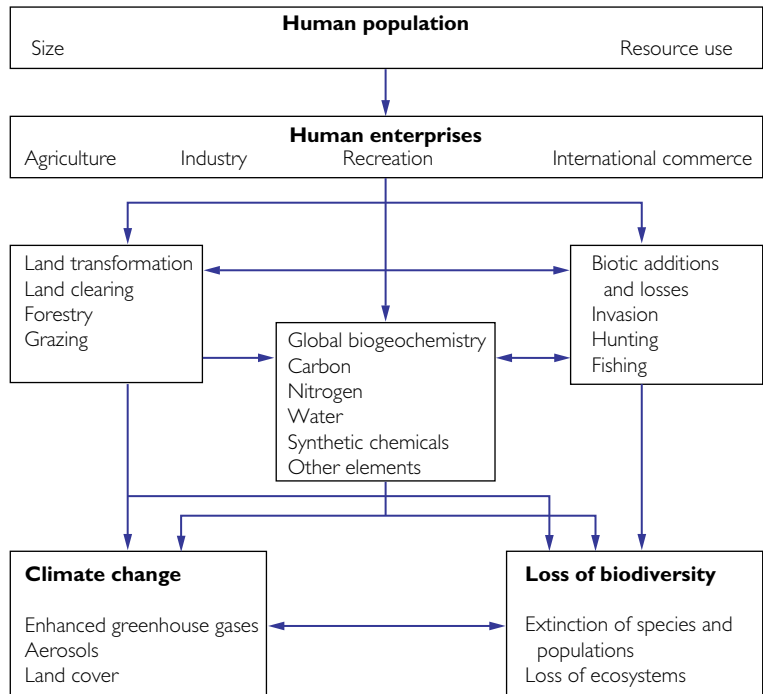 Human population
Size Resource use
Human enterprises
Agriculture Industry Recreation International commerce
Land transformation
Land clearing
Forestry
Grazing
Global biogeochemistry
Carbon
Nitrogen
Water
Synthetic chemicals
Other elements
Biotic additions
and losses
Invasion
Hunting
Fishing
Climate change
Enhanced greenhouse gases
Aerosols
Land cover
Loss of biodiversity
Extinction of species and
populations
Loss of ecosystems